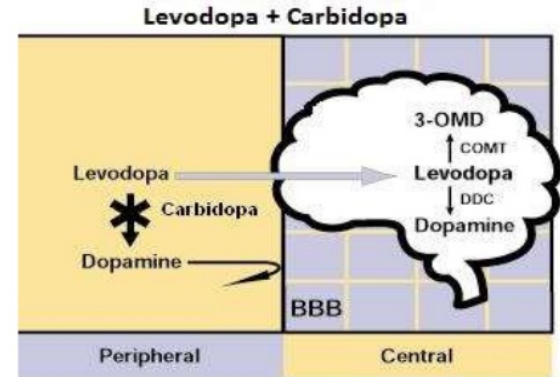 Levodopa + Carbidopa
3-OMD
COMT
Levodopa
Levodopa
DDC
Carbidopa
Dopamine
Dopamine
BBB
Peripheral
Central